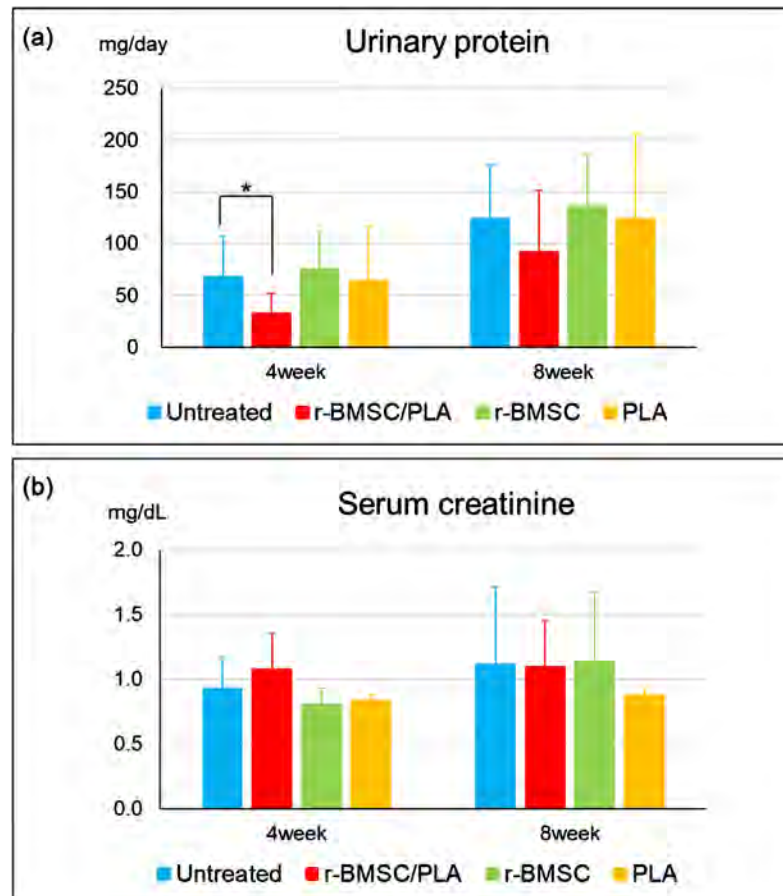 (a)
mg/day
Urinary protein
250
200
150
100
50
0
*
4week
8week
Untreated r-BMSC/PLA r-BMSC PLA
(b)
mg/dL
Serum creatinine
2.0
1.5
1.0
0.5
0.0
4week
8week
Untreated r-BMSC/PLA r-BMSC PLA